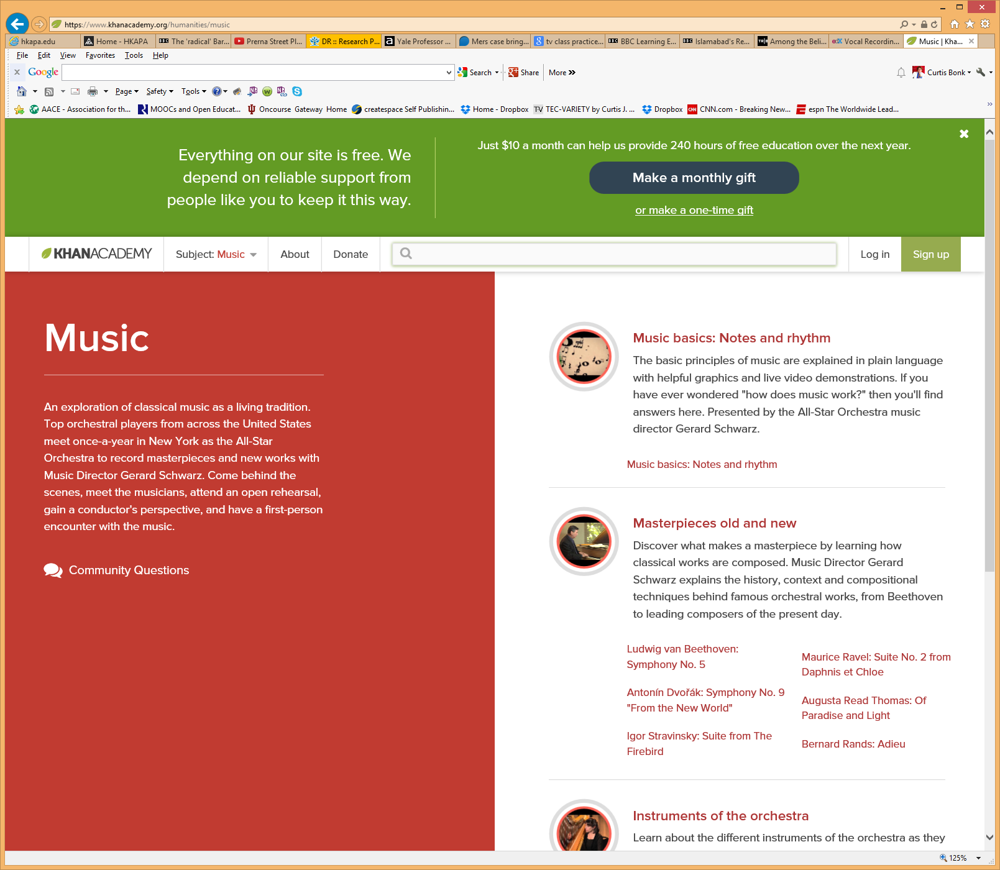 https://www.khanacademy.org/humanities/music
hkapa.edu
Home - HKAPA
The 'radical' Bar...
Prerna Street Pl...
DR :: Research P...
Yale Professor ...
Mers case bring...
tv class practice...
BBC Learning E...
Islamabad's Re...
Among the Beli...
Vocal Recordin...
Music | Kha...
File Edit View Favorites Tools Help
x Google Search Share More »
Curtis Bonk
Page Safety Tools
AACE - Association for th... MOOCs and Open Educat... Oncourse Gateway Home createspace Self Publishin... Home - Dropbox TEC-VARIETY by Curtis J. ... Dropbox CNN.com - Breaking New... espn The Worldwide Lead...
Everything on our site is free. We
depend on reliable support from
people like you to keep it this way.
Just $10 a month can help us provide 240 hours of free education over the next year.
Make a monthly gift
or make a one-time gift
KHANACADEMY Subject: Music About Donate Log in Sign up
Music
An exploration of classical music as a living tradition.
Top orchestral players from across the United States
meet once-a-year in New York as the All-Star
Orchestra to record masterpieces and new works with
Music Director Gerard Schwarz. Come behind the
scenes, meet the musicians, attend an open rehearsal,
gain a conductor's perspective, and have a first-person
encounter with the music.
Community Questions
Music basics: Notes and rhythm
The basic principles of music are explained in plain language
with helpful graphics and live video demonstrations. If you
have ever wondered "how does music work?" then you'll find
answers here. Presented by the All-Star Orchestra music
director Gerard Schwarz.
Music basics: Notes and rhythm
Masterpieces old and new
Discover what makes a masterpiece by learning how
classical works are composed. Music Director Gerard
Schwarz explains the history, context and compositional
techniques behind famous orchestral works, from Beethoven
to leading composers of the present day.
Ludwig van Beethoven:
Symphony No. 5
Antonín Dvořák: Symphony No. 9
"From the New World"
Igor Stravinsky: Suite from The
Firebird
Maurice Ravel: Suite No. 2 from
Daphnis et Chloe
Augusta Read Thomas: Of
Paradise and Light
Bernard Rands: Adieu
Instruments of the orchestra
Learn about the different instruments of the orchestra as they
125%